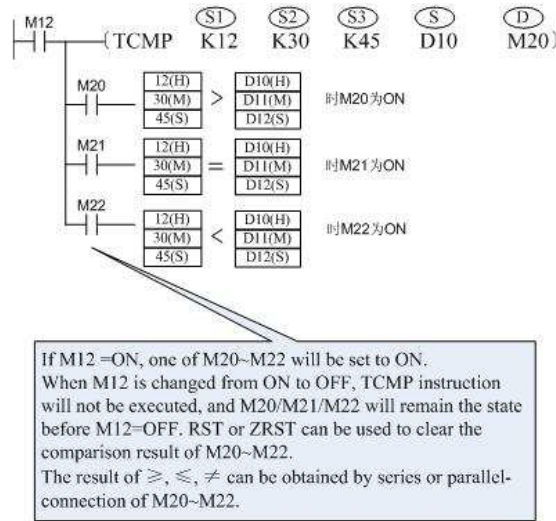 M12
S1 S2 S3 S D
(TCMP K12 K30 K45 D10 M20)
M20
12(H) D10(H)
30(M) > D11(M) 时M20为ON
45(S) D12(S)
M21
12(H) D10(H)
30(M) = D11(M) 时M21为ON
45(S) D12(S)
M22
12(H) D10(H)
30(M) < D11(M) 时M22为ON
45(S) D12(S)
If M12 =ON, one of M20~M22 will be set to ON.
When M12 is changed from ON to OFF, TCMP instruction
will not be executed, and M20/M21/M22 will remain the state
before M12=OFF. RST or ZRST can be used to clear the
comparison result of M20~M22.
The result of ≥, ≤, ≠ can be obtained by series or parallel-
connection of M20~M22.